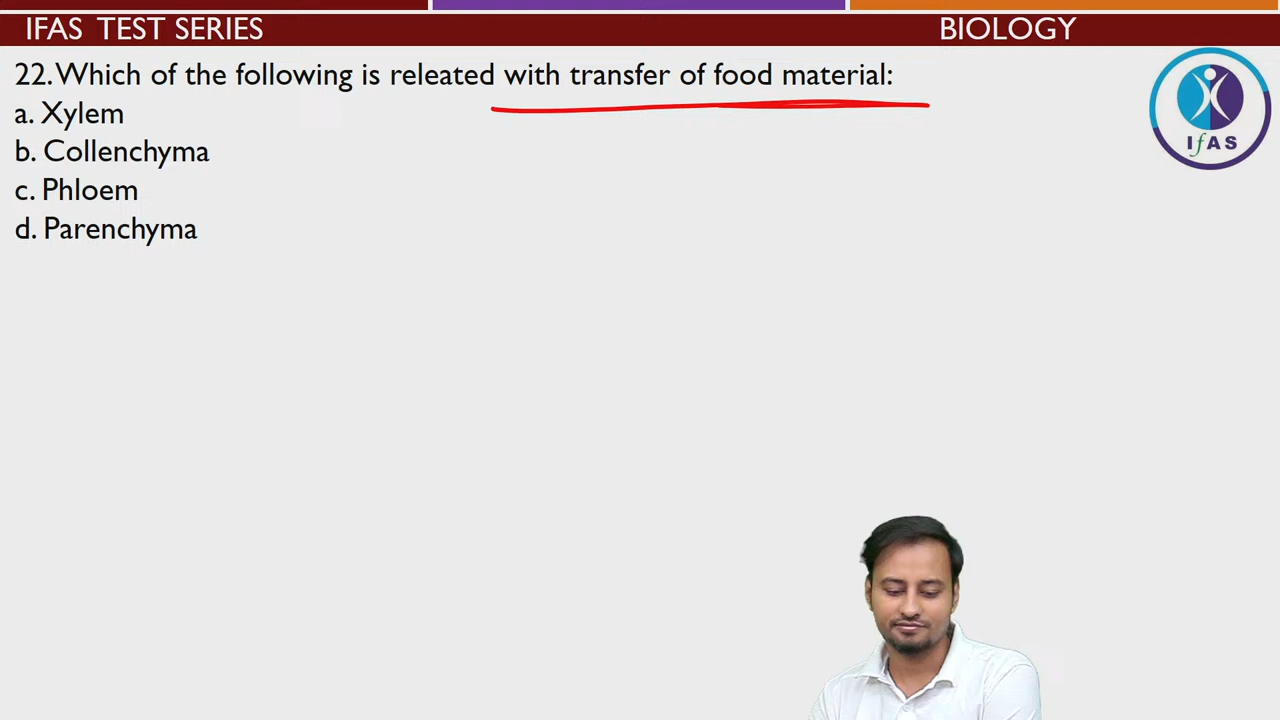 IFAS TEST SERIES
BIOLOGY
22. Which of the following is releated with transfer of food material:
a. Xylem
b. Collenchyma
c. Phloem
d. Parenchyma
IfAS